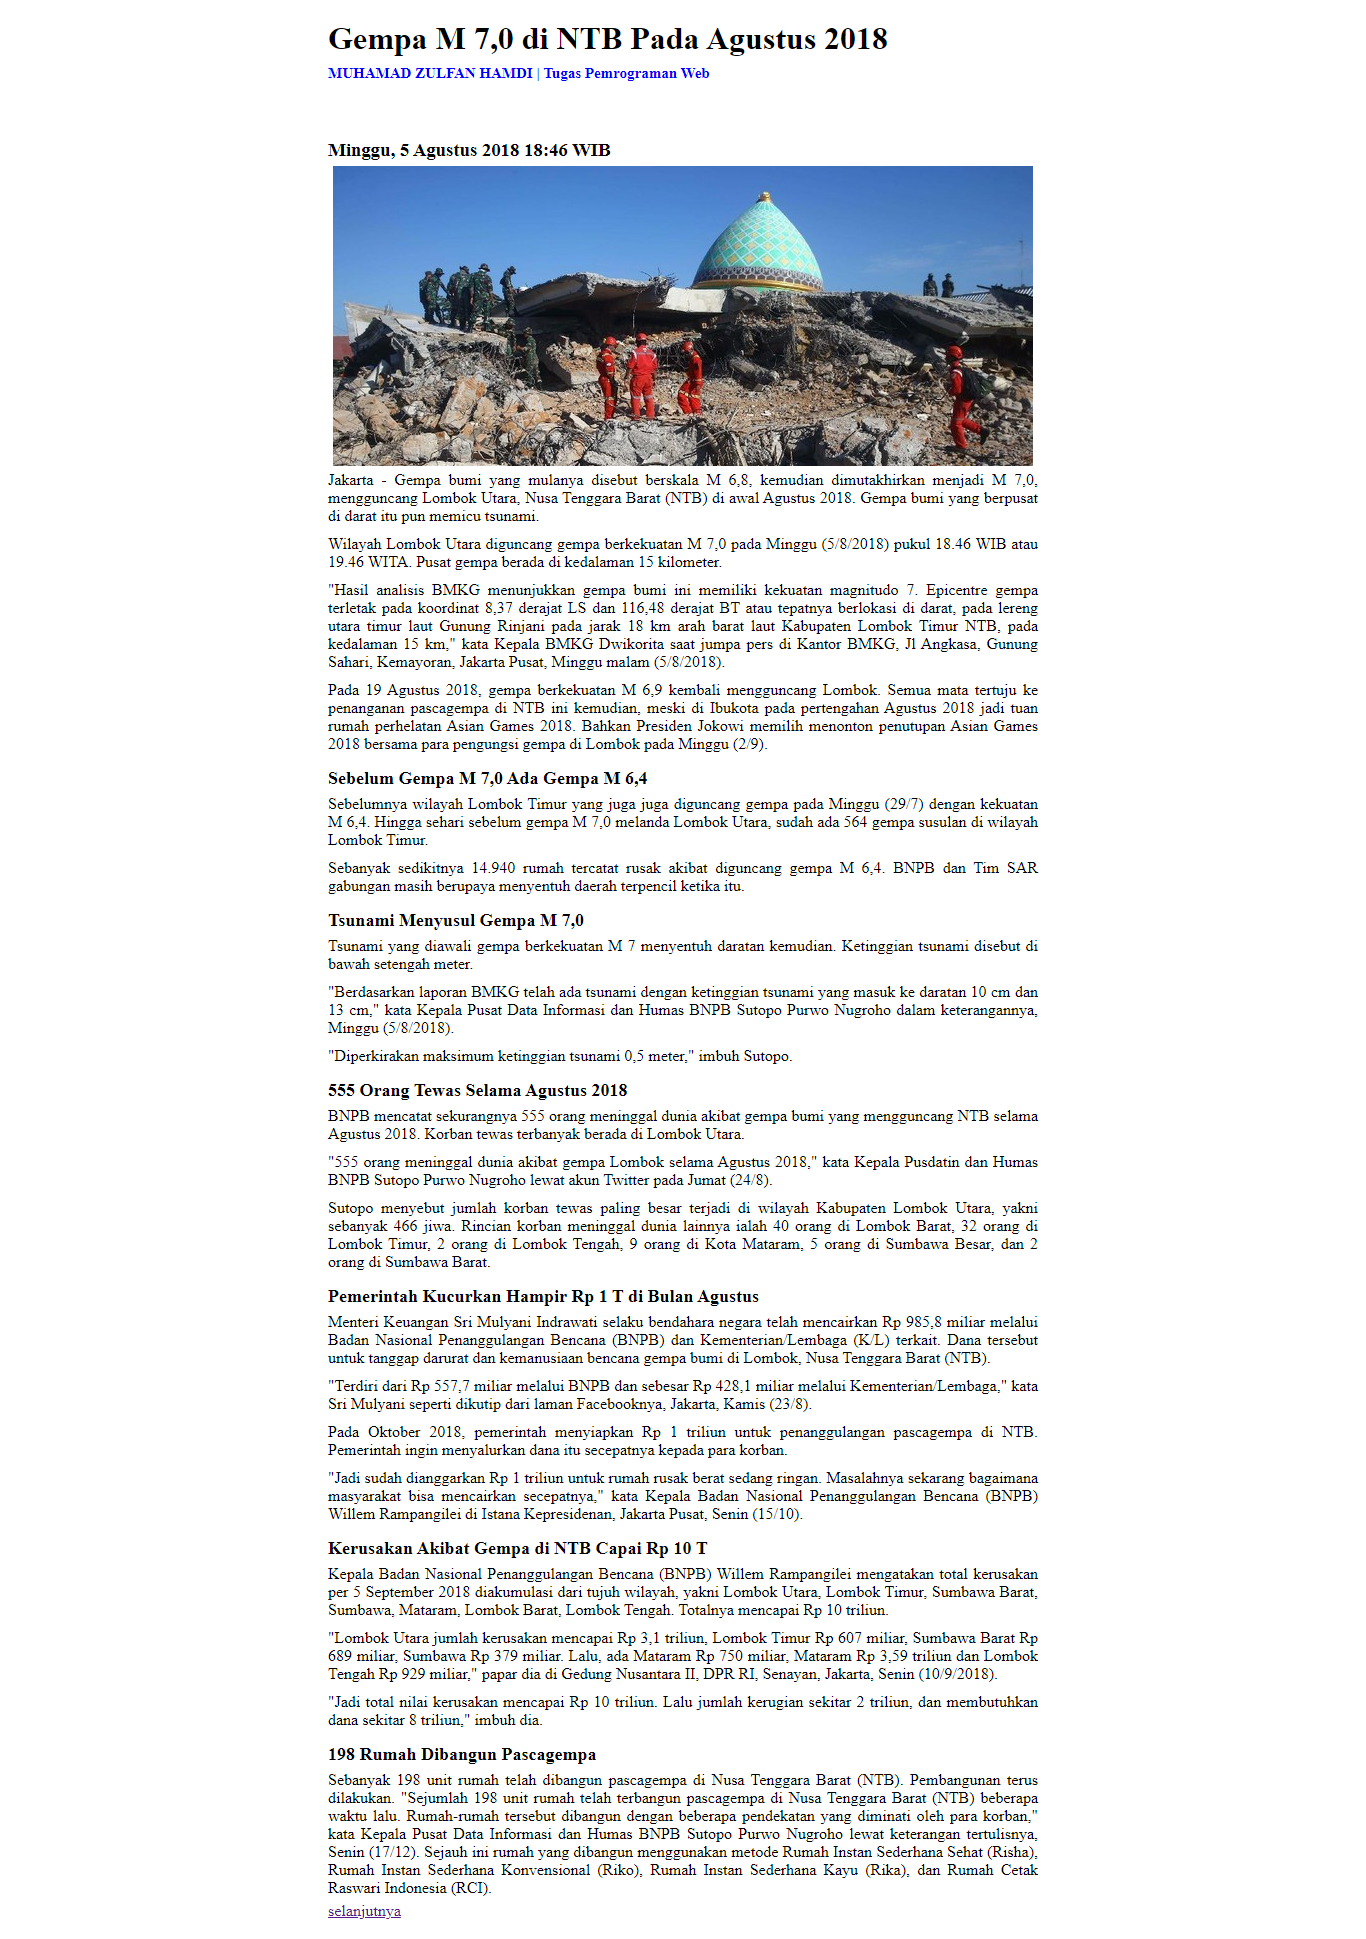 Gempa M 7,0 di NTB Pada Agustus 2018
MUHAMAD ZULFAN HAMDI | Tugas Pemrograman Web
Minggu, 5 Agustus 2018 18:46 WIB
Jakarta - Gempa bumi yang mulanya disebut berskala M 6,8, kemudian dimutakhirkan menjadi M 7,0,
mengguncang Lombok Utara, Nusa Tenggara Barat (NTB) di awal Agustus 2018. Gempa bumi yang berpusat
di darat itu pun memicu tsunami.
Wilayah Lombok Utara diguncang gempa berkekuatan M 7,0 pada Minggu (5/8/2018) pukul 18.46 WIB atau
19.46 WITA. Pusat gempa berada di kedalaman 15 kilometer.
"Hasil analisis BMKG menunjukkan gempa bumi ini memiliki kekuatan magnitudo 7. Epicentre gempa
terletak pada koordinat 8,37 derajat LS dan 116,48 derajat BT atau tepatnya berlokasi di darat, pada lereng
utara timur laut Gunung Rinjani pada jarak 18 km arah barat laut Kabupaten Lombok Timur NTB, pada
kedalaman 15 km," kata Kepala BMKG Dwikorita saat jumpa pers di Kantor BMKG, Jl Angkasa, Gunung
Sahari, Kemayoran, Jakarta Pusat, Minggu malam (5/8/2018).
Pada 19 Agustus 2018, gempa berkekuatan M 6,9 kembali mengguncang Lombok. Semua mata tertuju ke
penanganan pascagempa di NTB ini kemudian, meski di Ibukota pada pertengahan Agustus 2018 jadi tuan
rumah perhelatan Asian Games 2018. Bahkan Presiden Jokowi memilih menonton penutupan Asian Games
2018 bersama para pengungsi gempa di Lombok pada Minggu (2/9).
Sebelum Gempa M 7,0 Ada Gempa M 6,4
Sebelumnya wilayah Lombok Timur yang juga juga diguncang gempa pada Minggu (29/7) dengan kekuatan
M 6,4. Hingga sehari sebelum gempa M 7,0 melanda Lombok Utara, sudah ada 564 gempa susulan di wilayah
Lombok Timur.
Sebanyak sedikitnya 14.940 rumah tercatat rusak akibat diguncang gempa M 6,4. BNPB dan Tim SAR
gabungan masih berupaya menyentuh daerah terpencil ketika itu.
Tsunami Menyusul Gempa M 7,0
Tsunami yang diawali gempa berkekuatan M 7 menyentuh daratan kemudian. Ketinggian tsunami disebut di
bawah setengah meter.
"Berdasarkan laporan BMKG telah ada tsunami dengan ketinggian tsunami yang masuk ke daratan 10 cm dan
13 cm," kata Kepala Pusat Data Informasi dan Humas BNPB Sutopo Purwo Nugroho dalam keterangannya,
Minggu (5/8/2018).
"Diperkirakan maksimum ketinggian tsunami 0,5 meter," imbuh Sutopo.
555 Orang Tewas Selama Agustus 2018
BNPB mencatat sekurangnya 555 orang meninggal dunia akibat gempa bumi yang mengguncang NTB selama
Agustus 2018. Korban tewas terbanyak berada di Lombok Utara.
"555 orang meninggal dunia akibat gempa Lombok selama Agustus 2018," kata Kepala Pusdatin dan Humas
BNPB Sutopo Purwo Nugroho lewat akun Twitter pada Jumat (24/8).
Sutopo menyebut jumlah korban tewas paling besar terjadi di wilayah Kabupaten Lombok Utara, yakni
sebanyak 466 jiwa. Rincian korban meninggal dunia lainnya ialah 40 orang di Lombok Barat, 32 orang di
Lombok Timur, 2 orang di Lombok Tengah, 9 orang di Kota Mataram, 5 orang di Sumbawa Besar, dan 2
orang di Sumbawa Barat.
Pemerintah Kucurkan Hampir Rp 1 T di Bulan Agustus
Menteri Keuangan Sri Mulyani Indrawati selaku bendahara negara telah mencairkan Rp 985,8 miliar melalui
Badan Nasional Penanggulangan Bencana (BNPB) dan Kementerian/Lembaga (K/L) terkait. Dana tersebut
untuk tanggap darurat dan kemanusiaan bencana gempa bumi di Lombok, Nusa Tenggara Barat (NTB).
"Terdiri dari Rp 557,7 miliar melalui BNPB dan sebesar Rp 428,1 miliar melalui Kementerian/Lembaga," kata
Sri Mulyani seperti dikutip dari laman Facebooknya, Jakarta, Kamis (23/8).
Pada Oktober 2018, pemerintah menyiapkan Rp 1 triliun untuk penanggulangan pascagempa di NTB.
Pemerintah ingin menyalurkan dana itu secepatnya kepada para korban.
"Jadi sudah dianggarkan Rp 1 triliun untuk rumah rusak berat sedang ringan. Masalahnya sekarang bagaimana
masyarakat bisa mencairkan secepatnya," kata Kepala Badan Nasional Penanggulangan Bencana (BNPB)
Willem Rampangilei di Istana Kepresidenan, Jakarta Pusat, Senin (15/10).
Kerusakan Akibat Gempa di NTB Capai Rp 10 T
Kepala Badan Nasional Penanggulangan Bencana (BNPB) Willem Rampangilei mengatakan total kerusakan
per 5 September 2018 diakumulasi dari tujuh wilayah, yakni Lombok Utara, Lombok Timur, Sumbawa Barat,
Sumbawa, Mataram, Lombok Barat, Lombok Tengah. Totalnya mencapai Rp 10 triliun.
"Lombok Utara jumlah kerusakan mencapai Rp 3,1 triliun, Lombok Timur Rp 607 miliar, Sumbawa Barat Rp
689 miliar, Sumbawa Rp 379 miliar. Lalu, ada Mataram Rp 750 miliar, Mataram Rp 3,59 triliun dan Lombok
Tengah Rp 929 miliar," papar dia di Gedung Nusantara II, DPR RI, Senayan, Jakarta, Senin (10/9/2018).
"Jadi total nilai kerusakan mencapai Rp 10 triliun. Lalu jumlah kerugian sekitar 2 triliun, dan membutuhkan
dana sekitar 8 triliun," imbuh dia.
198 Rumah Dibangun Pascagempa
Sebanyak 198 unit rumah telah dibangun pascagempa di Nusa Tenggara Barat (NTB). Pembangunan terus
dilakukan. "Sejumlah 198 unit rumah telah terbangun pascagempa di Nusa Tenggara Barat (NTB) beberapa
waktu lalu. Rumah-rumah tersebut dibangun dengan beberapa pendekatan yang diminati oleh para korban,"
kata Kepala Pusat Data Informasi dan Humas BNPB Sutopo Purwo Nugroho lewat keterangan tertulisnya,
Senin (17/12). Sejauh ini rumah yang dibangun menggunakan metode Rumah Instan Sederhana Sehat (Risha),
Rumah Instan Sederhana Konvensional (Riko), Rumah Instan Sederhana Kayu (Rika), dan Rumah Cetak
Raswari Indonesia (RCI).
selanjutnya